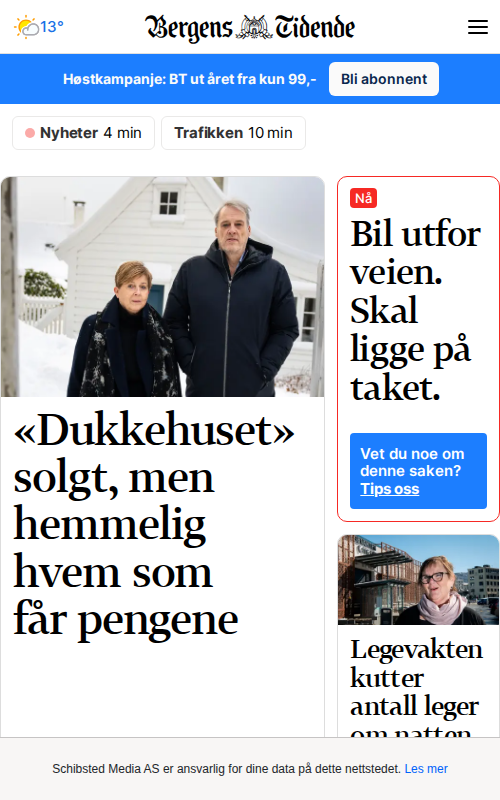 13°
Bergens Tidende
Høstkampanje: BT ut året fra kun 99,-
Bli abonnent
Nyheter 4 min
Trafikken 10 min
«Dukkehuset»
solgt, men
hemmelig
hvem som
får pengene
Nå
Bil utfor
veien.
Skal
ligge på
taket.
Vet du noe om
denne saken?
Tips oss
Legevakten
kutter
antall leger
om natten
Schibsted Media AS er ansvarlig for dine data på dette nettstedet. Les mer